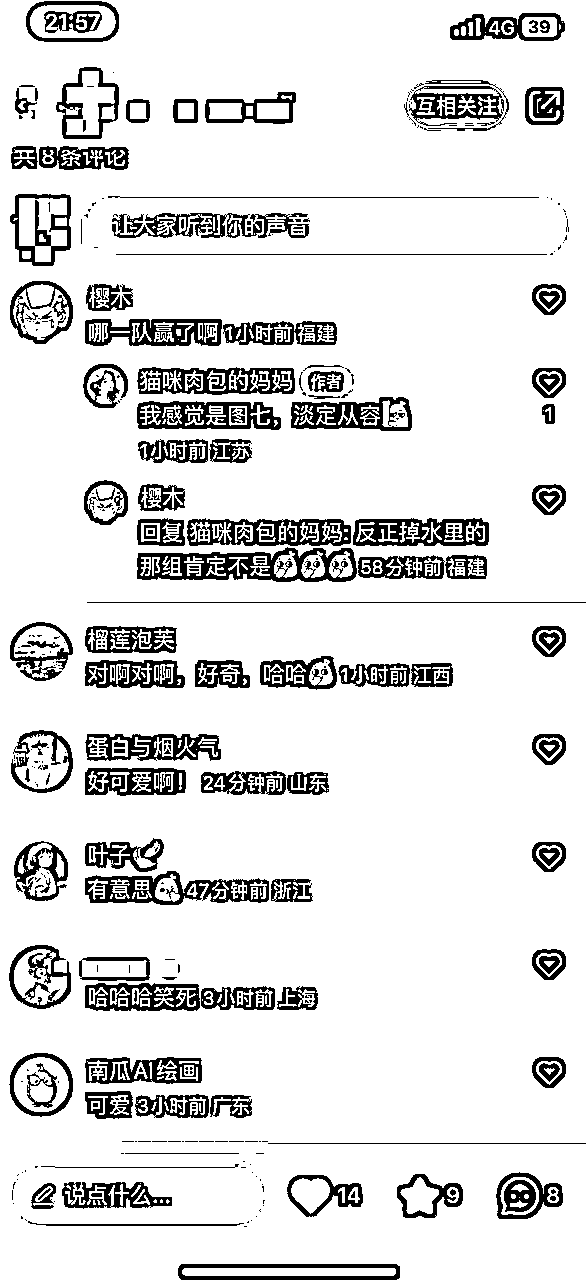 21:57
4G 39
互相关注
共 8 条评论
让大家听到你的声音
樱木
哪一队赢了啊 1小时前 福建
猫咪肉包的妈妈 作者
我感觉是图七，淡定从容
1
1小时前 江苏
樱木
回复 猫咪肉包的妈妈: 反正掉水里的
那组肯定不是 58分钟前 福建
榴莲泡芙
对啊对啊，好奇，哈哈 1小时前 江西
蛋白与烟火气
好可爱啊！ 24分钟前 山东
叶子
有意思 47分钟前 浙江
哈哈哈笑死 3小时前 上海
南瓜AI绘画
可爱 3小时前 广东
说点什么... 14 9 8